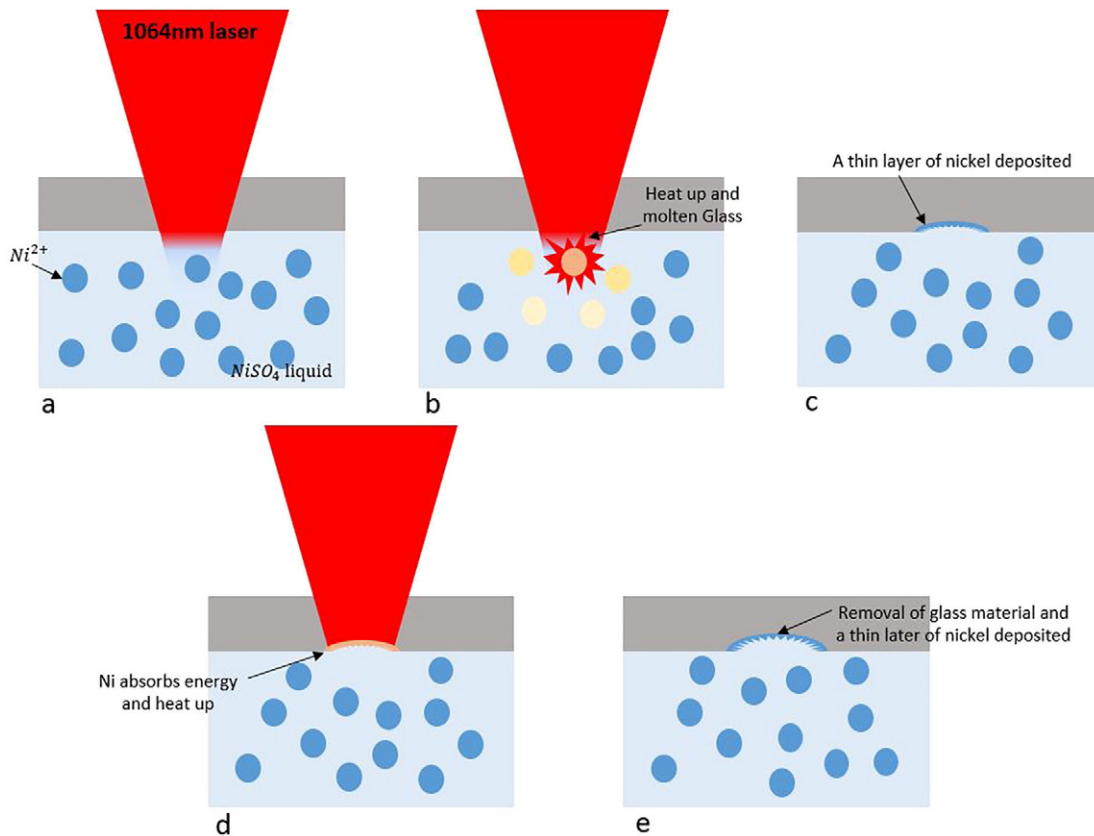 1064nm laser
Ni²⁺
NiSO₄ liquid
a
Heat up and
molten Glass
b
A thin layer of nickel deposited
c
Ni absorbs energy
and heat up
d
Removal of glass material and
a thin later of nickel deposited
e